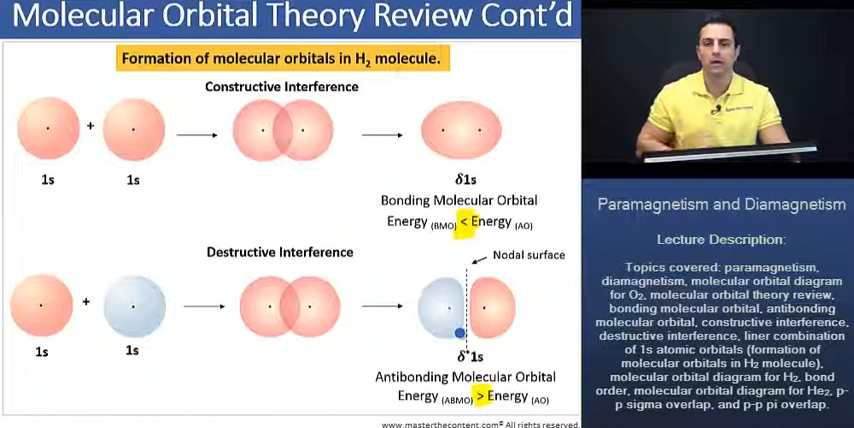 Molecular Orbital Theory Review Cont'd
Formation of molecular orbitals in H₂ molecule.
Constructive Interference
+
1s
1s
δ1s
Bonding Molecular Orbital
Energy (BMO) < Energy (AO)
Destructive Interference
Nodal surface
+
1s
1s
δ*1s
Antibonding Molecular Orbital
Energy (ABMO) > Energy (AO)
www.masterthecontent.com© All rights reserved.
Paramagnetism and Diamagnetism
Lecture Description:
Topics covered: paramagnetism,
diamagnetism, molecular orbital diagram
for O₂, molecular orbital theory review,
bonding molecular orbital, antibonding
molecular orbital, constructive interference,
destructive interference, liner combination
of 1s atomic orbitals (formation of
molecular orbitals in H₂ molecule),
molecular orbital diagram for H₂, bond
order, molecular orbital diagram for He₂, p-
p sigma overlap, and p-p pi overlap.